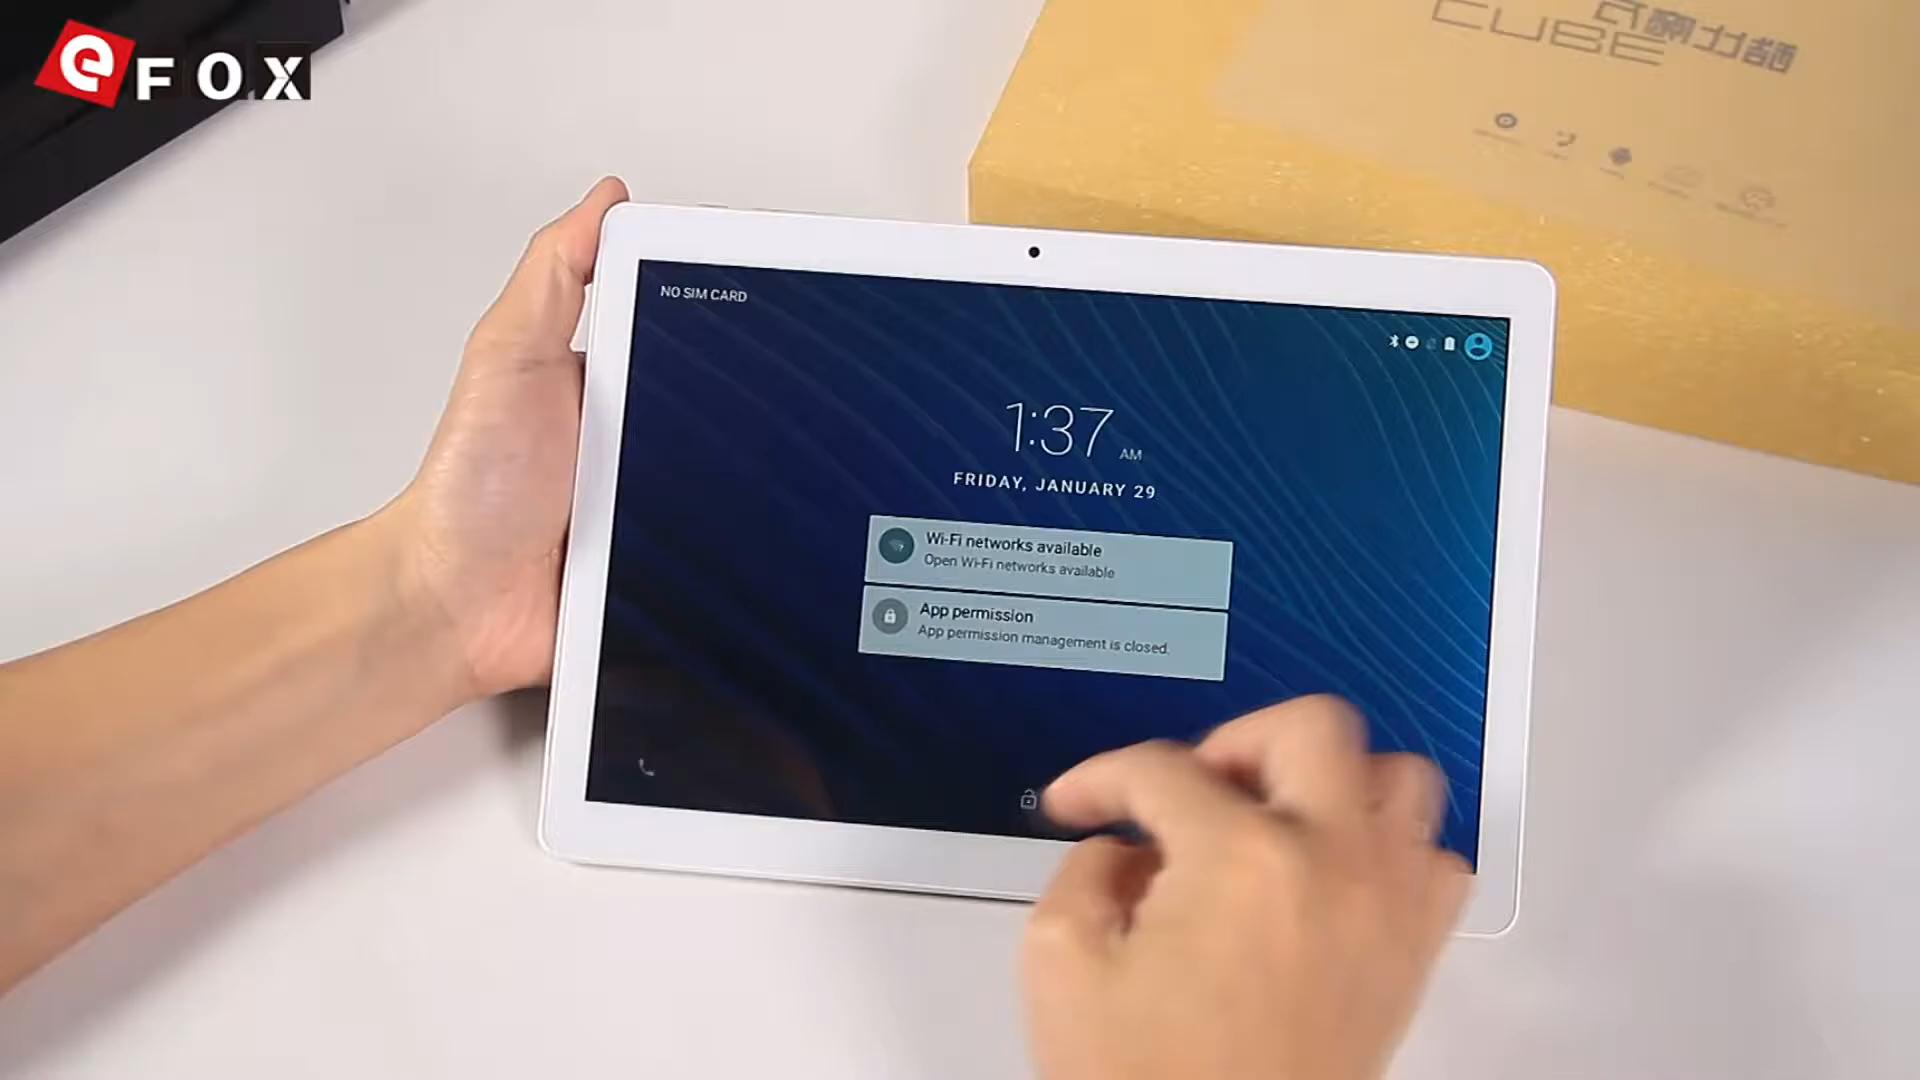 eFOX
CUBE
NO SIM CARD
1:37 AM
FRIDAY, JANUARY 29
Wi-Fi networks available
Open Wi-Fi networks available
App permission
App permission management is closed.